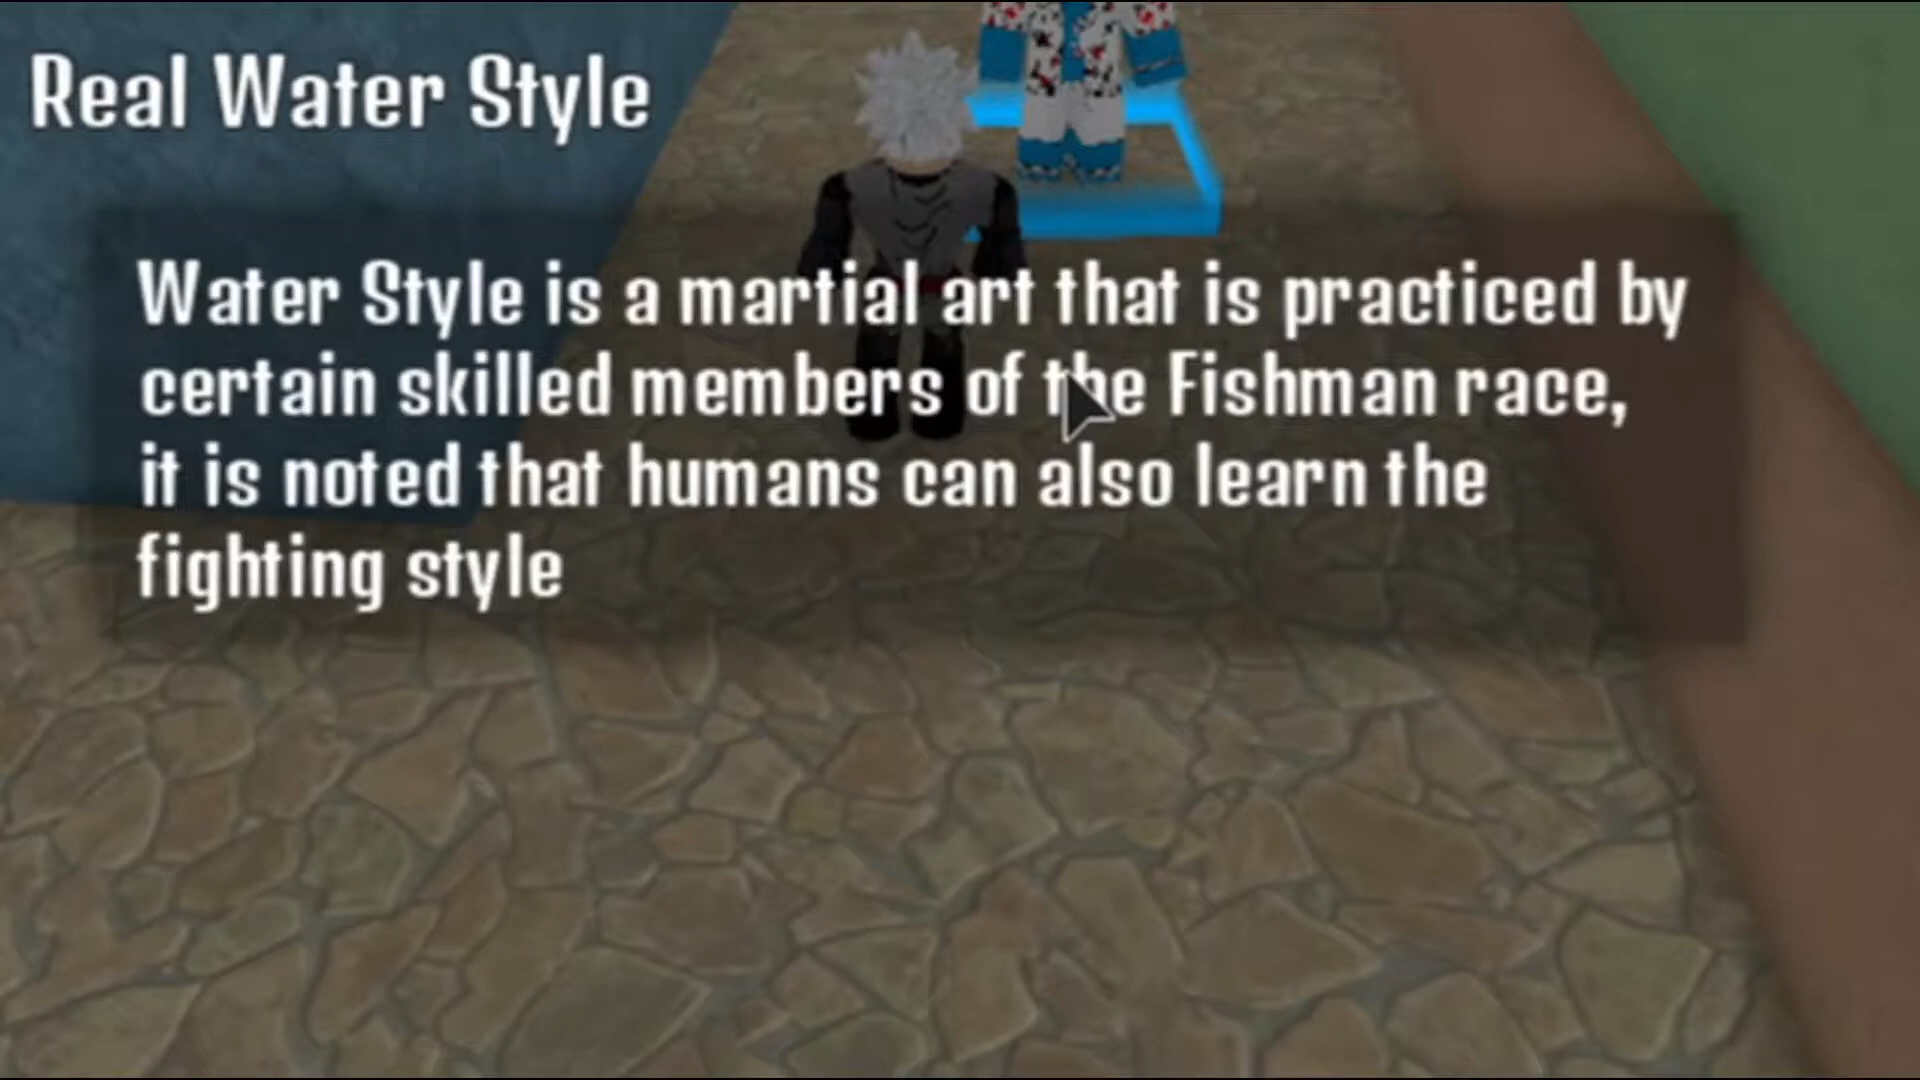 Real Water Style
Water Style is a martial art that is practiced by
certain skilled members of the Fishman race,
it is noted that humans can also learn the
fighting style